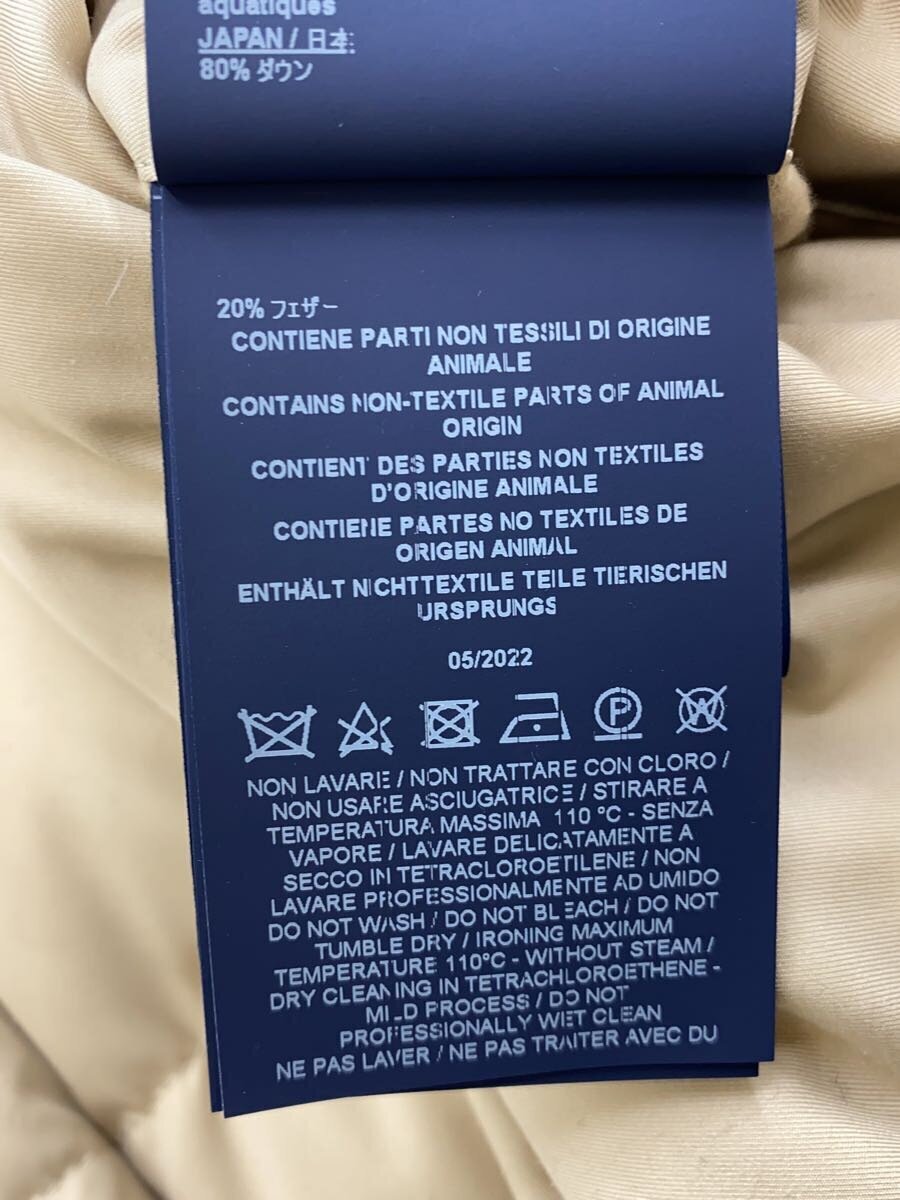 aquatiques
JAPAN / 日本
80% ダウン
20% フェザー
CONTIENE PARTI NON TESSILI DI ORIGINE
ANIMALE
CONTAINS NON-TEXTILE PARTS OF ANIMAL
ORIGIN
CONTIENT DES PARTIES NON TEXTILES
D'ORIGINE ANIMALE
CONTIENE PARTES NO TEXTILES DE
ORIGEN ANIMAL
ENTHÄLT NICHTTEXTILE TEILE TIERISCHEN
URSPRUNGS
05/2022
P W
NON LAVARE / NON TRATTARE CON CLORO /
NON USARE ASCIUGATRICE / STIRARE A
TEMPERATURA MASSIMA 110 °C - SENZA
VAPORE / LAVARE DELICATAMENTE A
SECCO IN TETRACLOROETILENE / NON
LAVARE PROFESSIONALMENTE AD UMIDO
DO NOT WASH / DO NOT BLEACH / DO NOT
TUMBLE DRY / IRONING MAXIMUM
TEMPERATURE 110°C - WITHOUT STEAM /
DRY CLEANING IN TETRACHLOROETHENE -
MILD PROCESS / DO NOT
PROFESSIONALLY WET CLEAN
NE PAS LAVER / NE PAS TRAITER AVEC DU